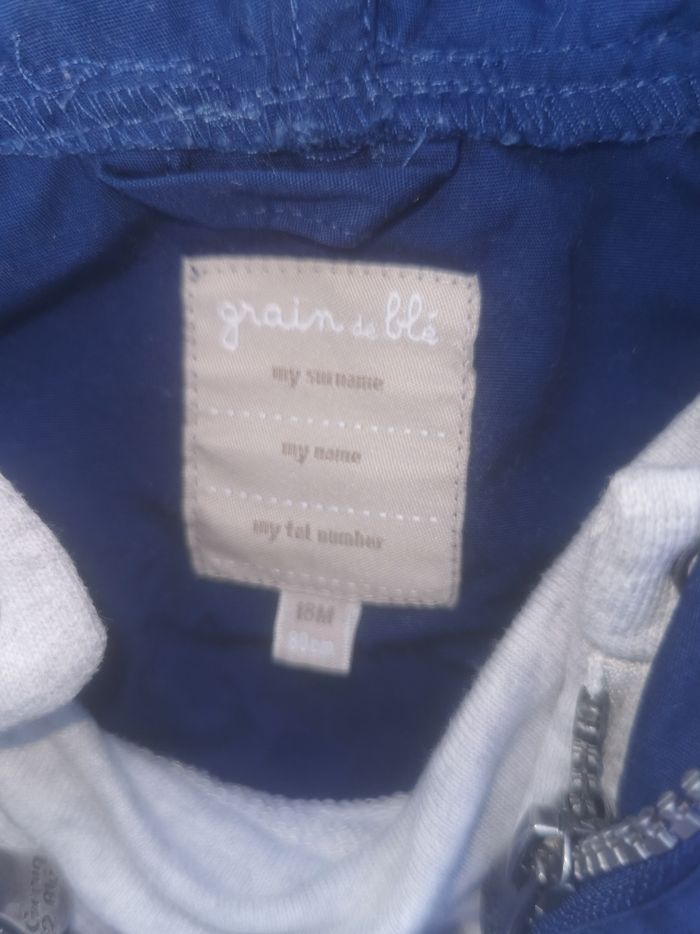 grain de blé
my surname
my name
my tel number
18M
80cm